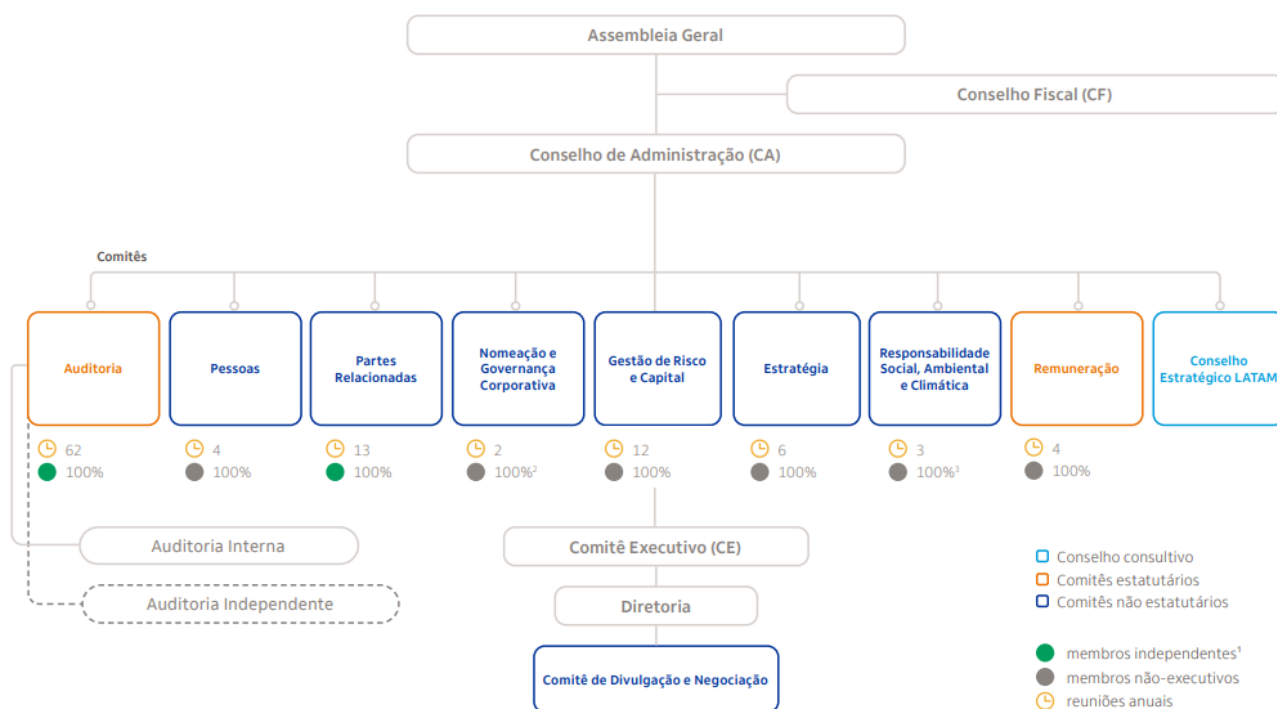 Assembleia Geral
Conselho Fiscal (CF)
Conselho de Administração (CA)
Comitês
Auditoria
Pessoas
Partes
Relacionadas
Nomeação e
Governança
Corporativa
Gestão de Risco
e Capital
Estratégia
Responsabilidade
Social, Ambiental
e Climática
Remuneração
Conselho
Estratégico LATAM
62
100%
4
100%
13
100%
2
100%²
12
100%
6
100%
3
100%³
4
100%
Auditoria Interna
Auditoria Independente
Comitê Executivo (CE)
Diretoria
Comitê de Divulgação e Negociação
Conselho consultivo
Comitês estatutários
Comitês não estatutários
membros independentes¹
membros não-executivos
reuniões anuais